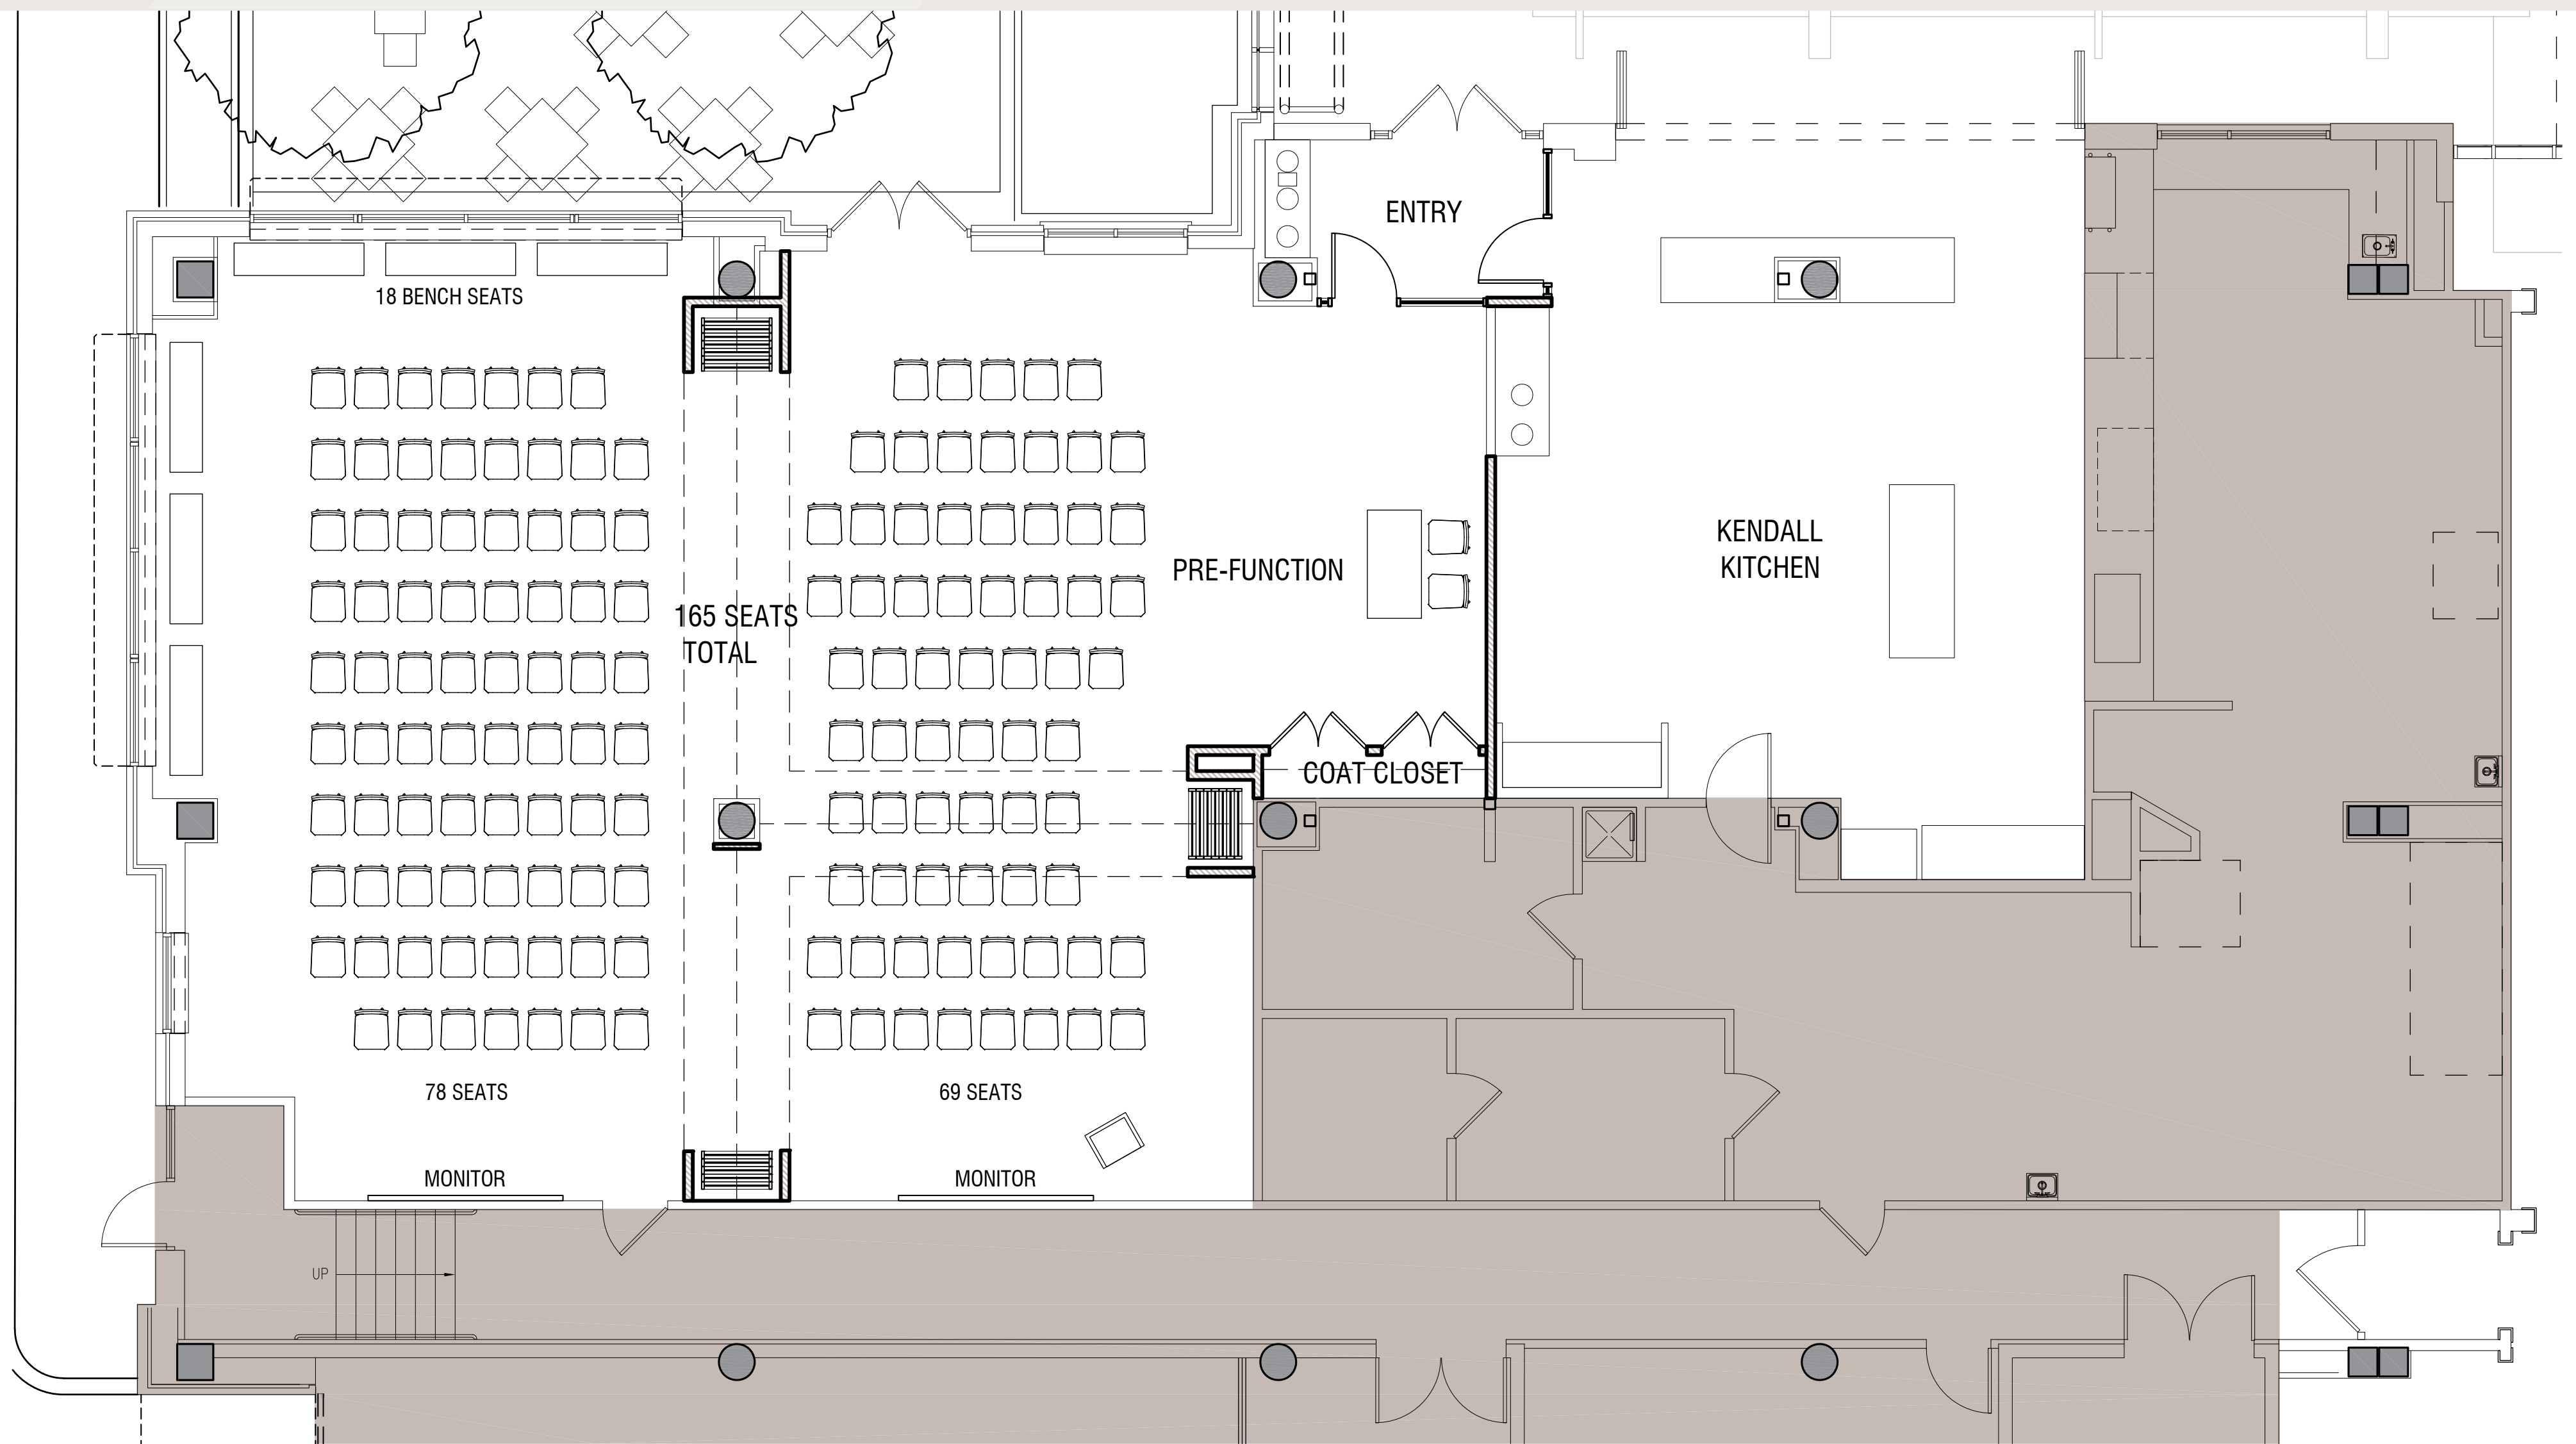 ENTRY
18 BENCH SEATS
KENDALL
KITCHEN
PRE-FUNCTION
165 SEATS
TOTAL
COAT CLOSET
78 SEATS
69 SEATS
MONITOR
MONITOR
UP